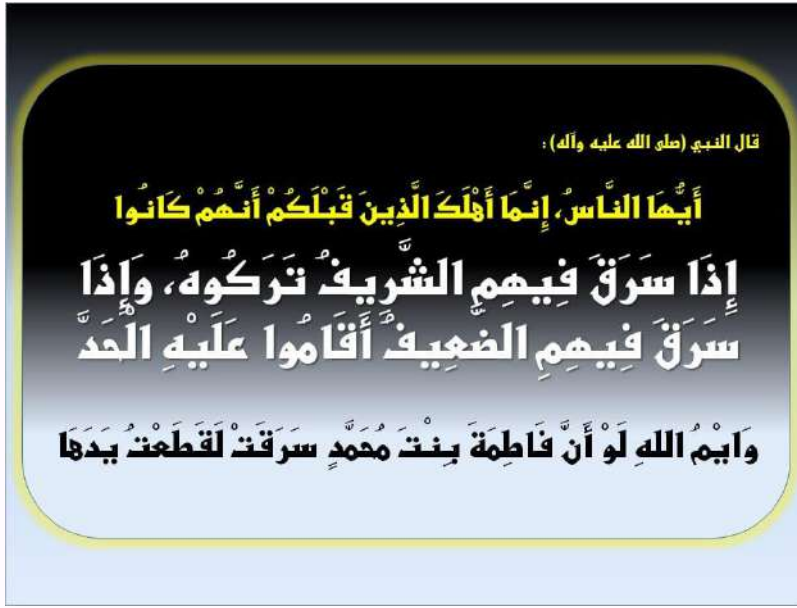 قال النبي (صلى الله عليه وآله) :
أَيُّهَا النَّاسُ، إِنَّمَا أَهْلَكَ الَّذِينَ قَبْلَكُمْ أَنَّهُمْ كَانُوا
إِذَا سَرَقَ فِيهِمِ الشَّرِيفُ تَرَكُوهُ، وَإِذَا
سَرَقَ فِيهِمِ الضَّعِيفُ أَقَامُوا عَلَيْهِ الْحَدَّ
وَايْمُ اللهِ لَوْ أَنَّ فَاطِمَةَ بِنْتَ مُحَمَّدٍ سَرَقَتْ لَقَطَعْتُ يَدَهَا